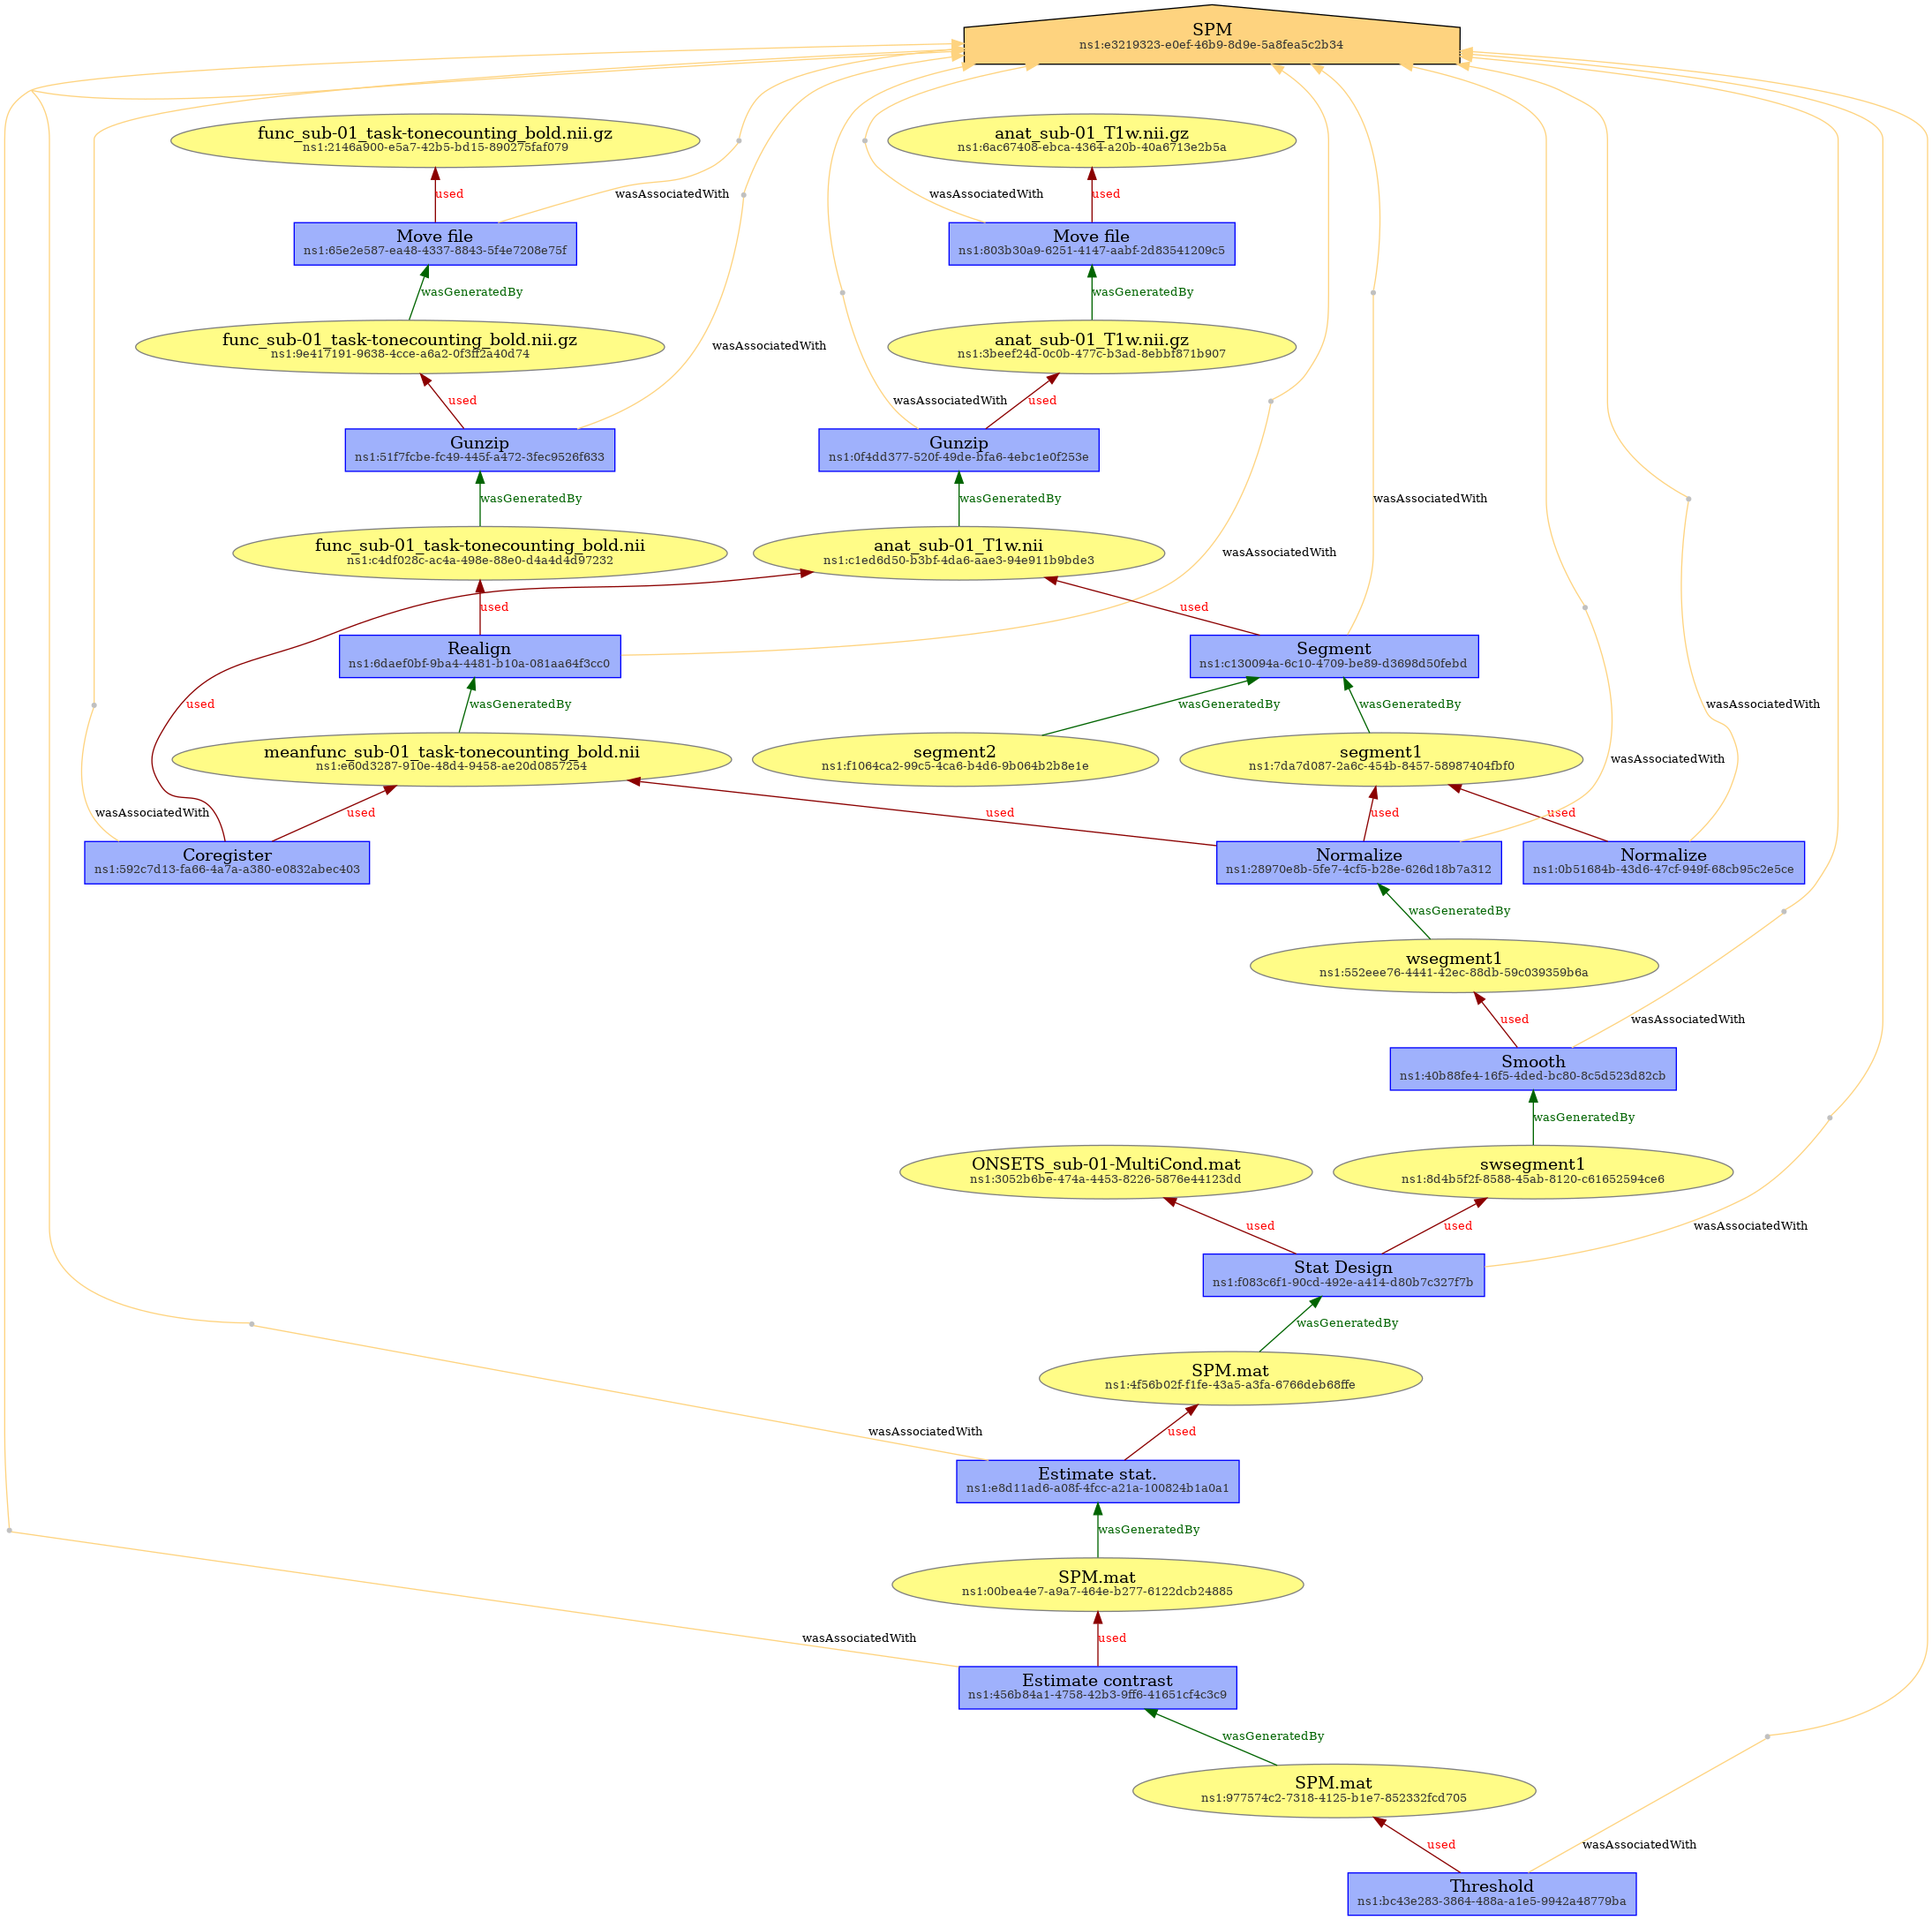 SPM
ns1:e3219323-e0ef-46b9-8d9e-5a8fea5c2b34
func_sub-01_task-tonecounting_bold.nii.gz
ns1:2146a900-e5a7-42b5-bd15-890275faf079
anat_sub-01_T1w.nii.gz
ns1:6ac67408-ebca-4364-a20b-40a6713e2b5a
used
wasAssociatedWith
wasAssociatedWith
used
Move file
ns1:65e2e587-ea48-4337-8843-5f4e7208e75f
Move file
ns1:803b30a9-6251-4147-aabf-2d83541209c5
wasGeneratedBy
wasGeneratedBy
func_sub-01_task-tonecounting_bold.nii.gz
ns1:9e417191-9638-4cce-a6a2-0f3ff2a40d74
wasAssociatedWith
anat_sub-01_T1w.nii.gz
ns1:3beef24d-0c0b-477c-b3ad-8ebbf871b907
used
wasAssociatedWith
used
Gunzip
ns1:51f7fcbe-fc49-445f-a472-3fec9526f633
Gunzip
ns1:0f4dd377-520f-49de-bfa6-4ebc1e0f253e
wasGeneratedBy
wasGeneratedBy
wasAssociatedWith
func_sub-01_task-tonecounting_bold.nii
ns1:c4df028c-ac4a-498e-88e0-d4a4d4d97232
anat_sub-01_T1w.nii
ns1:c1ed6d50-b3bf-4da6-aae3-94e911b9bde3
wasAssociatedWith
used
used
Realign
ns1:6daef0bf-9ba4-4481-b10a-081aa64f3cc0
Segment
ns1:c130094a-6c10-4709-be89-d3698d50febd
used
wasGeneratedBy
wasGeneratedBy
wasGeneratedBy
wasAssociatedWith
meanfunc_sub-01_task-tonecounting_bold.nii
ns1:e60d3287-910e-48d4-9458-ae20d0857254
segment2
ns1:f1064ca2-99c5-4ca6-b4d6-9b064b2b8e1e
segment1
ns1:7da7d087-2a6c-454b-8457-58987404fbf0
wasAssociatedWith
wasAssociatedWith
used
used
used
used
Coregister
ns1:592c7d13-fa66-4a7a-a380-e0832abec403
Normalize
ns1:28970e8b-5fe7-4cf5-b28e-626d18b7a312
Normalize
ns1:0b51684b-43d6-47cf-949f-68cb95c2e5ce
wasGeneratedBy
wsegment1
ns1:552eee76-4441-42ec-88db-59c039359b6a
used
wasAssociatedWith
Smooth
ns1:40b88fe4-16f5-4ded-bc80-8c5d523d82cb
wasGeneratedBy
ONSETS_sub-01-MultiCond.mat
ns1:3052b6be-474a-4453-8226-5876e44123dd
swsegment1
ns1:8d4b5f2f-8588-45ab-8120-c61652594ce6
used
used
wasAssociatedWith
Stat Design
ns1:f083c6f1-90cd-492e-a414-d80b7c327f7b
wasGeneratedBy
SPM.mat
ns1:4f56b02f-f1fe-43a5-a3fa-6766deb68ffe
wasAssociatedWith
used
Estimate stat.
ns1:e8d11ad6-a08f-4fcc-a21a-100824b1a0a1
wasGeneratedBy
SPM.mat
ns1:00bea4e7-a9a7-464e-b277-6122dcb24885
wasAssociatedWith
used
Estimate contrast
ns1:456b84a1-4758-42b3-9ff6-41651cf4c3c9
wasGeneratedBy
SPM.mat
ns1:977574c2-7318-4125-b1e7-852332fcd705
used
wasAssociatedWith
Threshold
ns1:bc43e283-3864-488a-a1e5-9942a48779ba